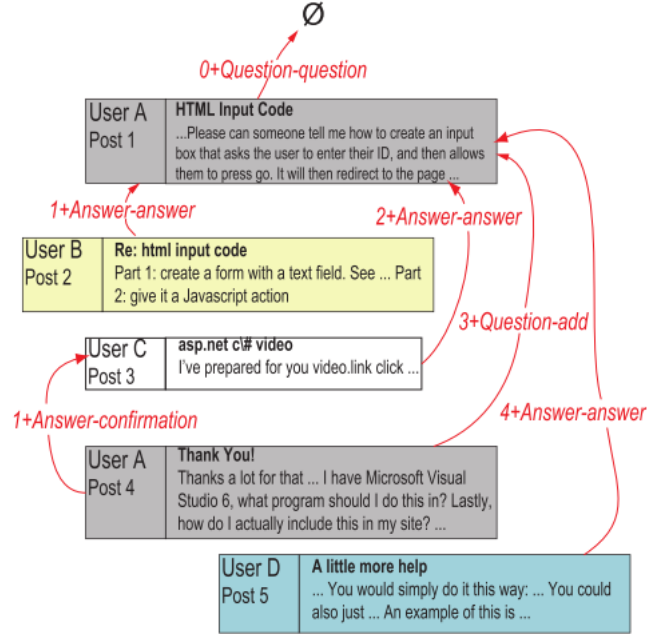 Ø
0+Question-question
User A
Post 1
HTML Input Code
...Please can someone tell me how to create an input
box that asks the user to enter their ID, and then allows
them to press go. It will then redirect to the page ...
1+Answer-answer
2+Answer-answer
User B
Post 2
Re: html input code
Part 1: create a form with a text field. See ... Part
2: give it a Javascript action
3+Question-add
User C
Post 3
asp.net c\# video
I've prepared for you video.link click ...
1+Answer-confirmation
4+Answer-answer
User A
Post 4
Thank You!
Thanks a lot for that ... I have Microsoft Visual
Studio 6, what program should I do this in? Lastly,
how do I actually include this in my site? ...
User D
Post 5
A little more help
... You would simply do it this way: ... You could
also just ... An example of this is ...